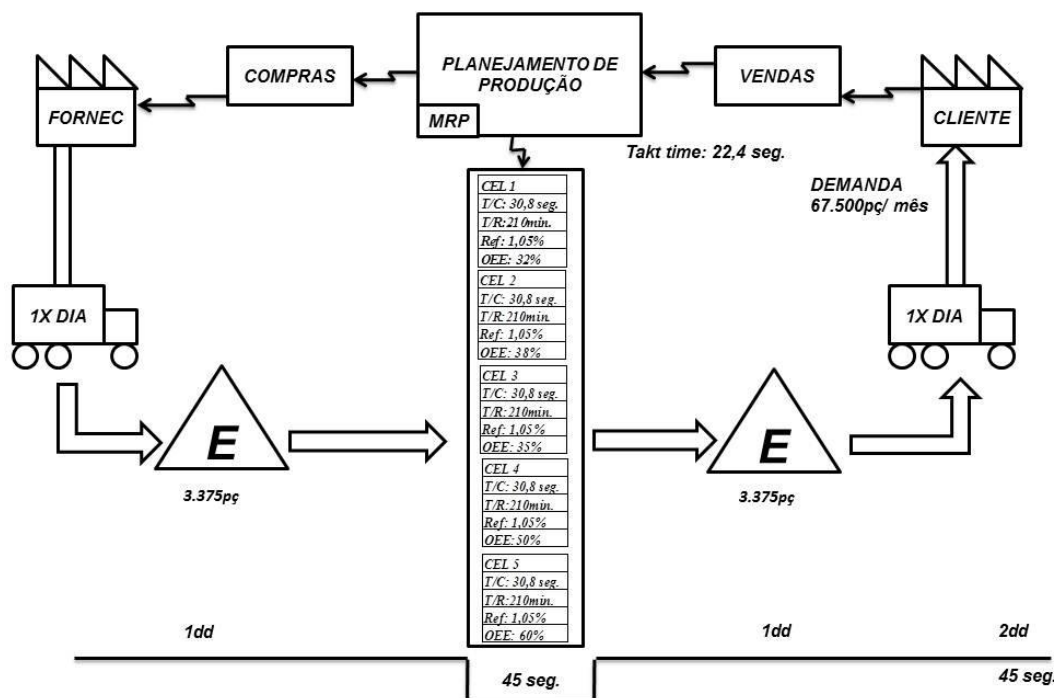 FORNEC
COMPRAS
PLANEJAMENTO DE
PRODUÇÃO
MRP
VENDAS
CLIENTE
Takt time: 22,4 seg.
DEMANDA
67.500pç/ mês
1X DIA
1X DIA
CEL 1
T/C: 30,8 seg.
T/R:210min.
Ref: 1,05%
OEE: 32%
CEL 2
T/C: 30,8 seg.
T/R:210min.
Ref: 1,05%
OEE: 38%
CEL 3
T/C: 30,8 seg.
T/R:210min.
Ref: 1,05%
OEE: 35%
CEL 4
T/C: 30,8 seg.
T/R:210min.
Ref: 1,05%
OEE: 50%
CEL 5
T/C: 30,8 seg.
T/R:210min.
Ref: 1,05%
OEE: 60%
E
3.375pç
E
3.375pç
1dd
1dd
2dd
45 seg.
45 seg.